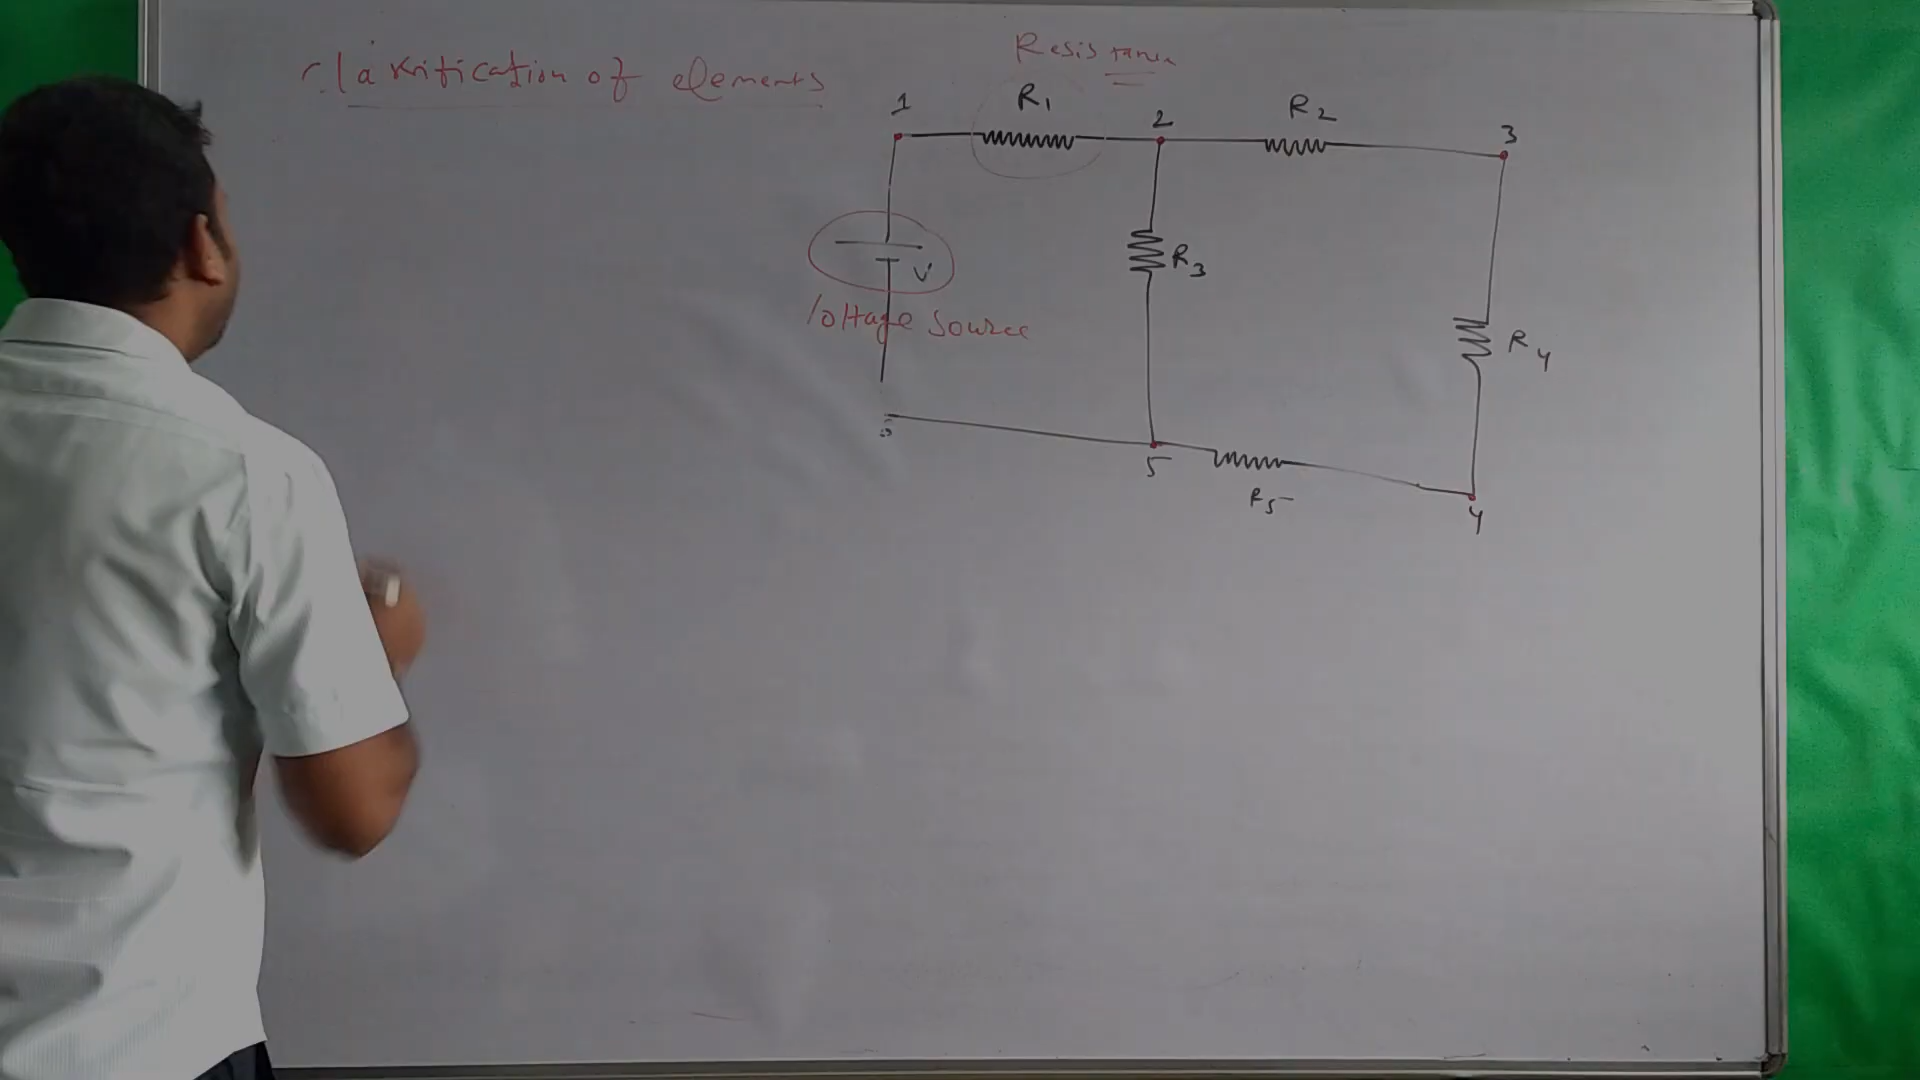 Classification of elements
Resistance
1
R1
2
R2
3
R3
V
Voltage Source
R4
5
R5
4